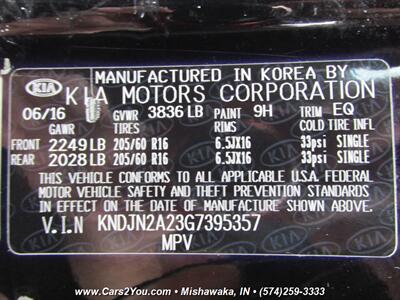 MANUFACTURED IN KOREA BY
KIA KIA MOTORS CORPORATION
06/16 GVWR 3836 LB PAINT 9H TRIM EQ
GAWR TIRES RIMS COLD TIRE INFL
FRONT 2249 LB 205/60 R16 6.5JX16 33psi SINGLE
REAR 2028 LB 205/60 R16 6.5JX16 33psi SINGLE
THIS VEHICLE CONFORMS TO ALL APPLICABLE U.S.A. FEDERAL
MOTOR VEHICLE SAFETY AND THEFT PREVENTION STANDARDS
IN EFFECT ON THE DATE OF MANUFACTURE SHOWN ABOVE.
V.I.N KNDJN2A23G7395357
MPV
www.Cars2You.com - Mishawaka, IN - (574)259-3333